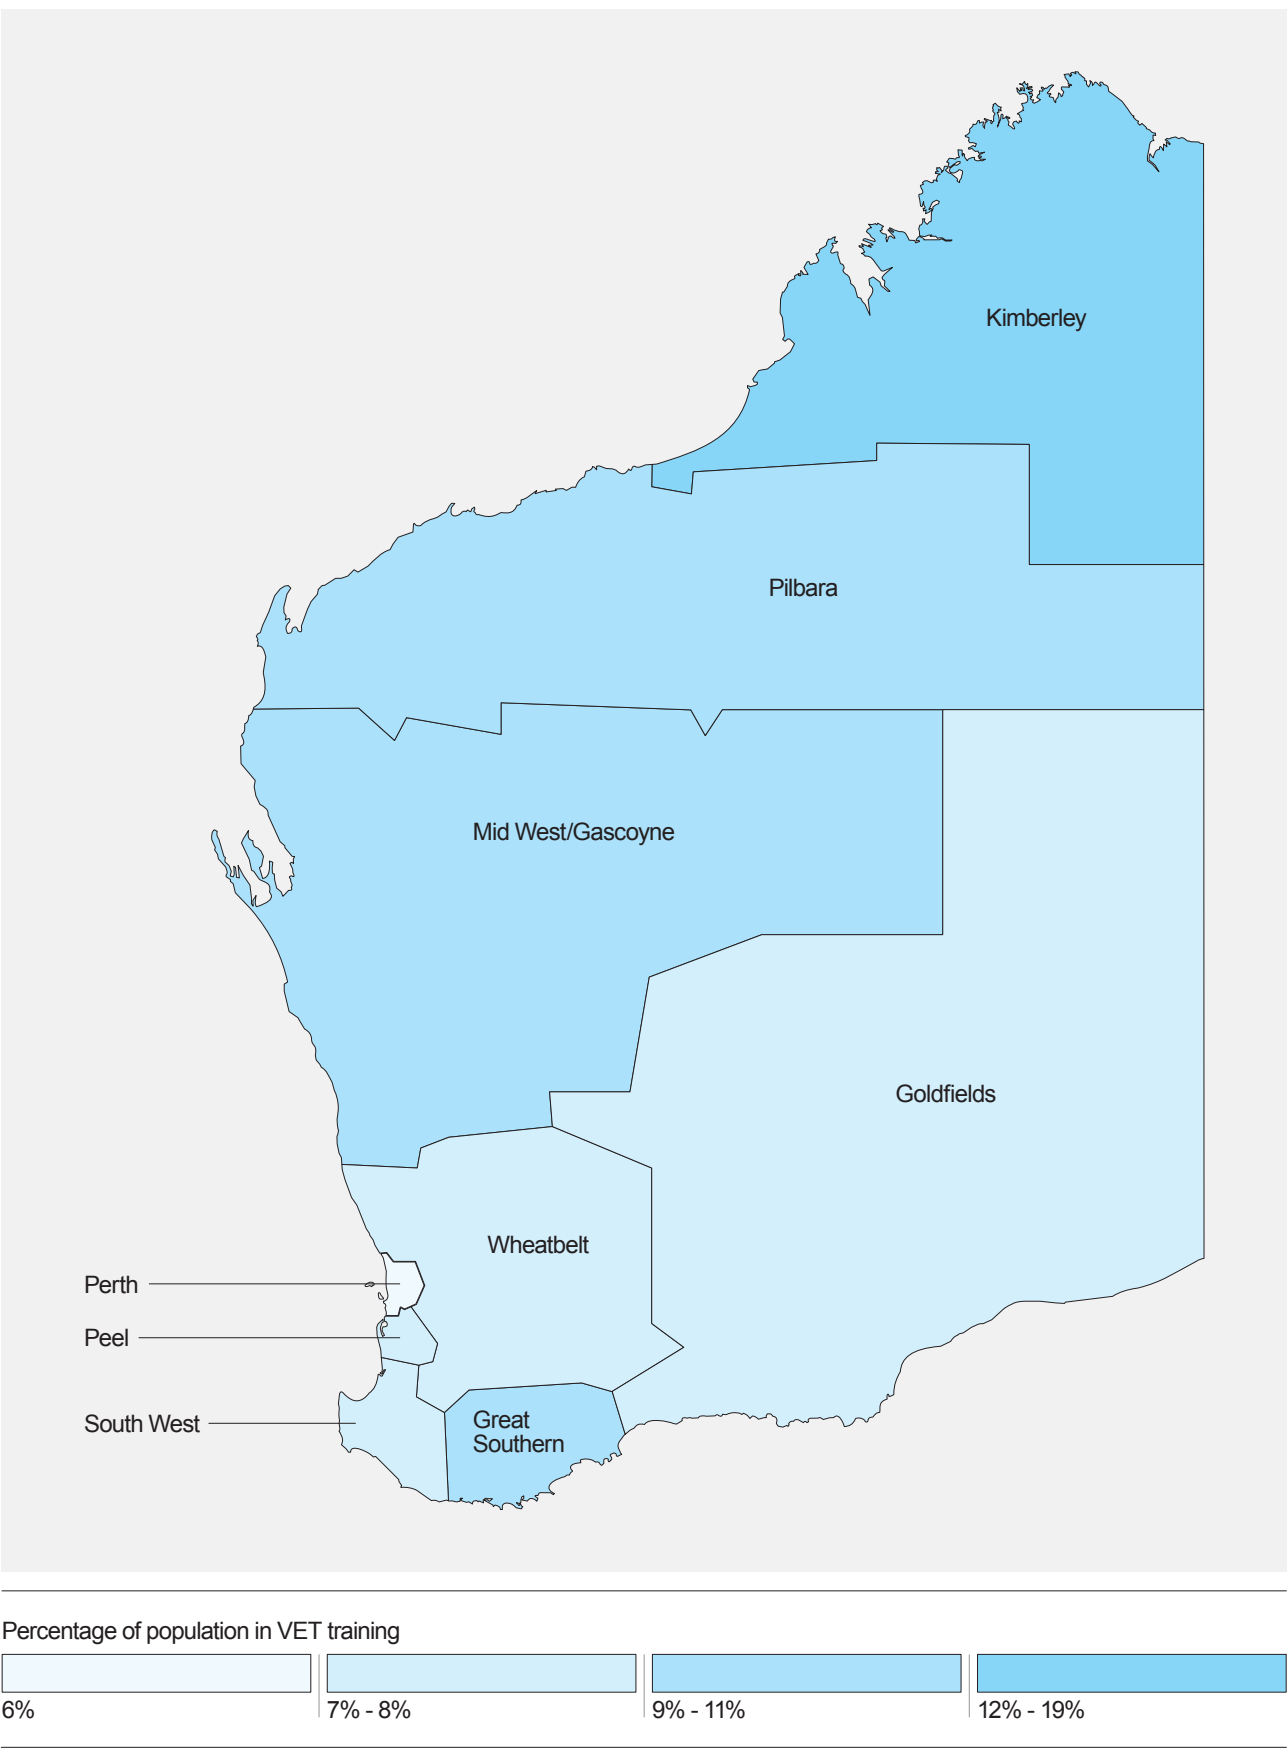 Kimberley
Pilbara
Mid West/Gascoyne
Goldfields
Wheatbelt
Perth
Peel
South West
Great
Southern
Percentage of population in VET training
6%
7% - 8%
9% - 11%
12% - 19%